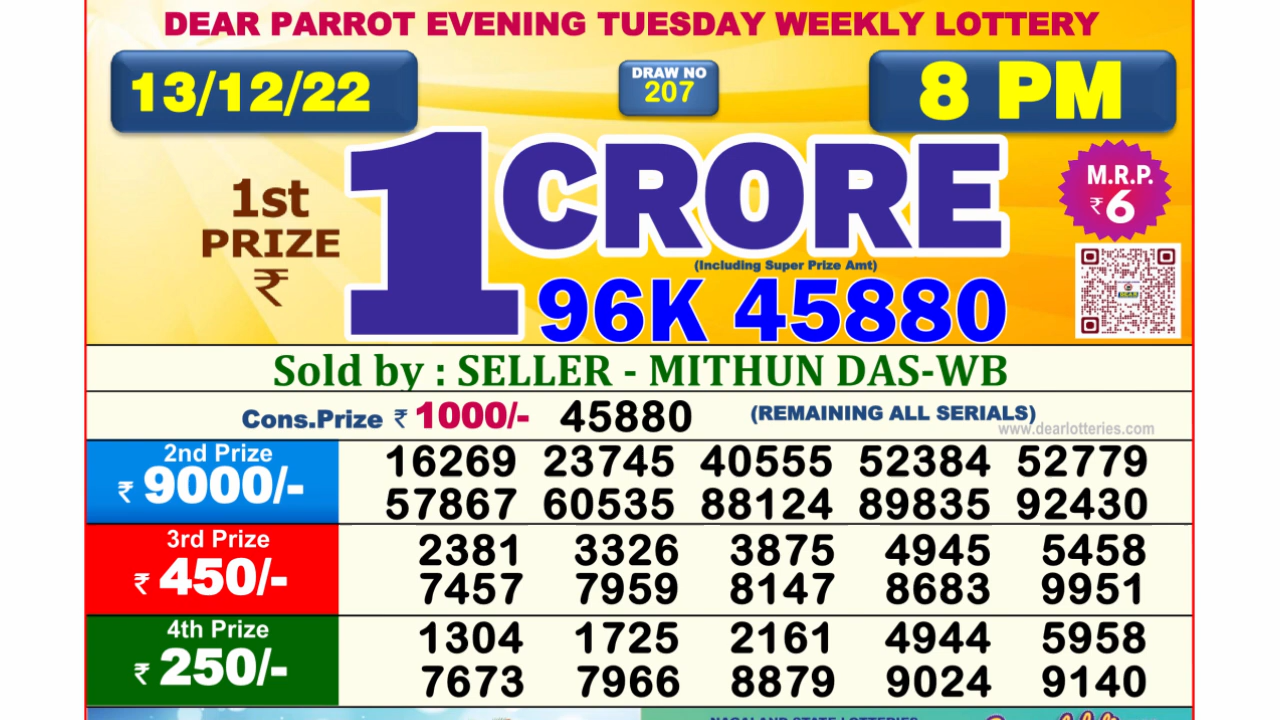 DEAR PARROT EVENING TUESDAY WEEKLY LOTTERY
13/12/22
DRAW NO
207
8 PM
1st
PRIZE
₹
1 CRORE
(Including Super Prize Amt)
96K 45880
M.R.P.
₹6
Sold by : SELLER - MITHUN DAS-WB
Cons.Prize ₹ 1000/- 45880 (REMAINING ALL SERIALS)
www.dearlotteries.com
2nd Prize
₹ 9000/-
16269 23745 40555 52384 52779
57867 60535 88124 89835 92430
3rd Prize
₹ 450/-
2381 3326 3875 4945 5458
7457 7959 8147 8683 9951
4th Prize
₹ 250/-
1304 1725 2161 4944 5958
7673 7966 8879 9024 9140
NAGALAND STATE LOTTERIES